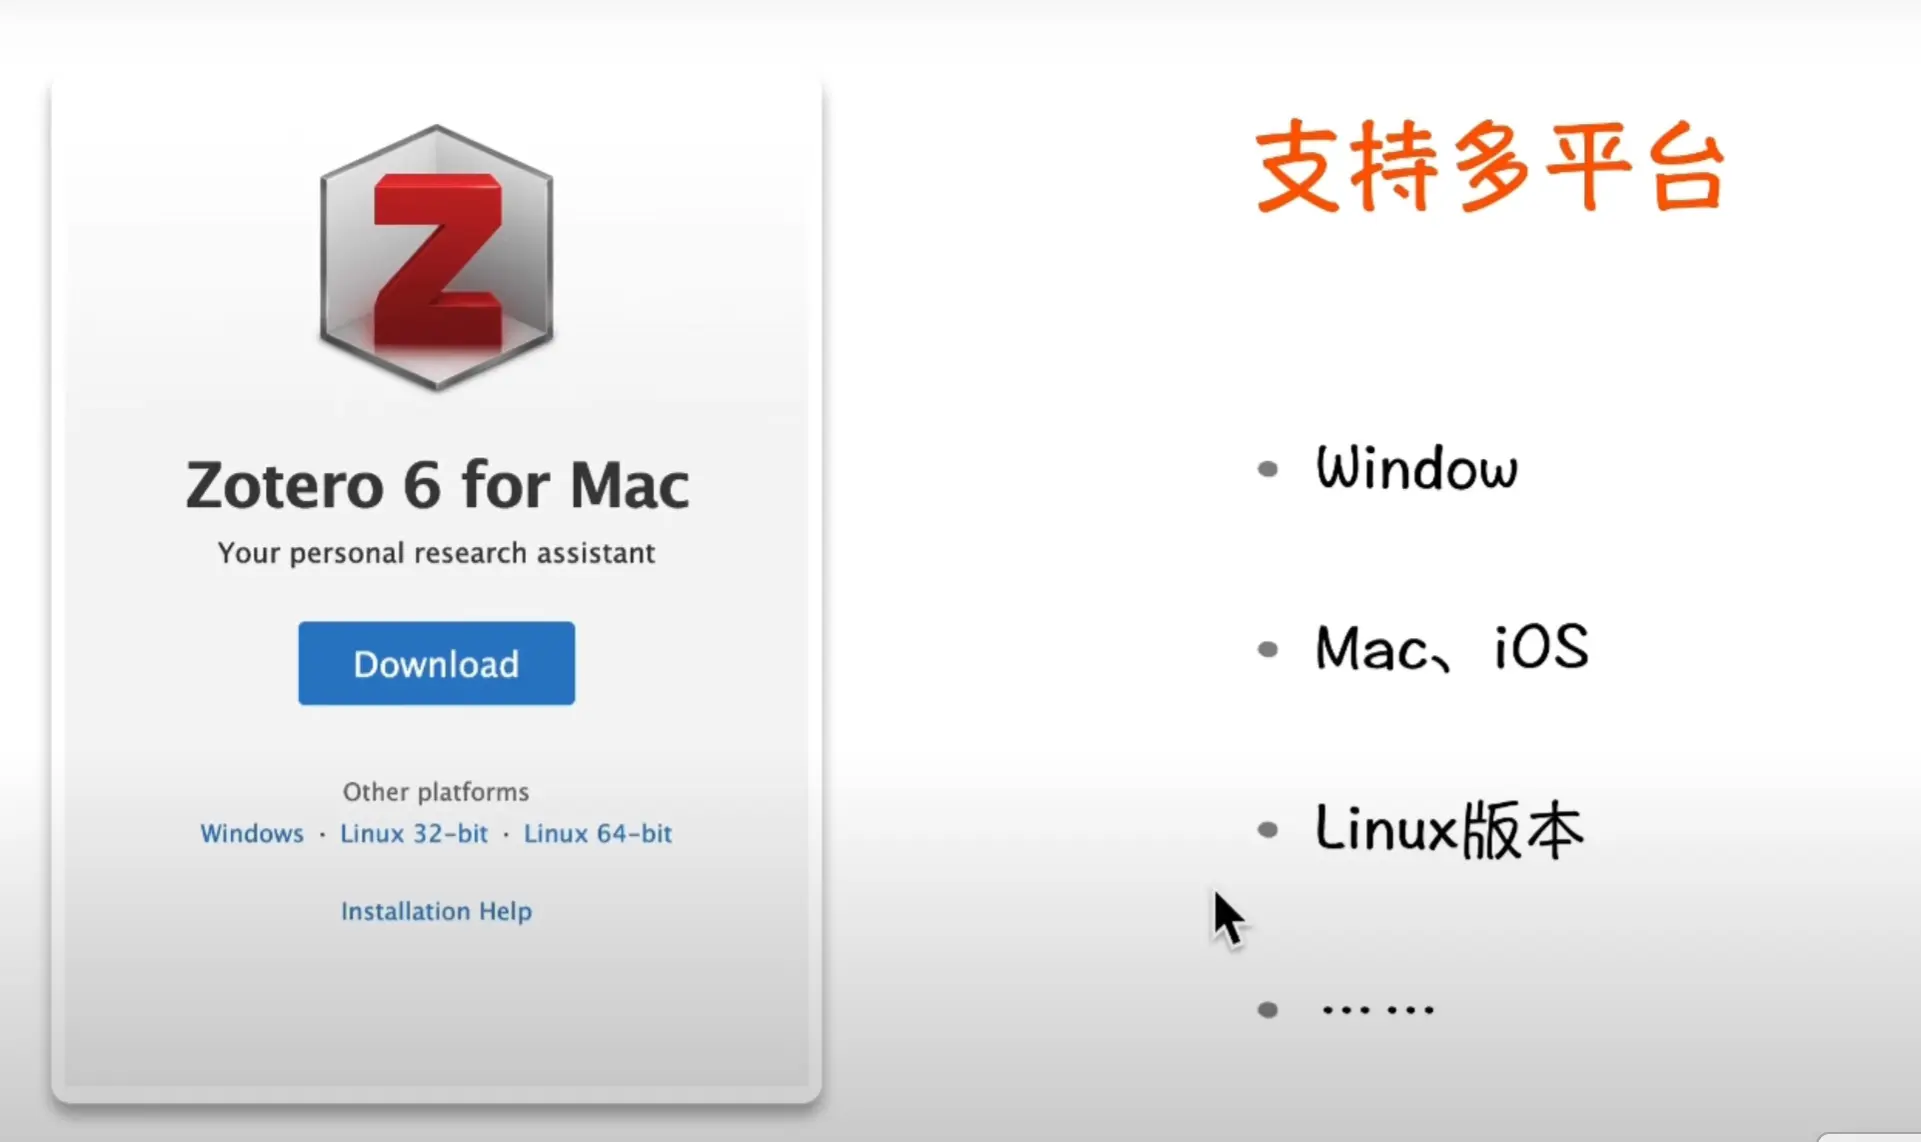 Z
Zotero 6 for Mac
Your personal research assistant
Download
Other platforms
Windows · Linux 32-bit · Linux 64-bit
Installation Help
支持多平台
• Window
• Mac、iOS
• Linux版本
• ……